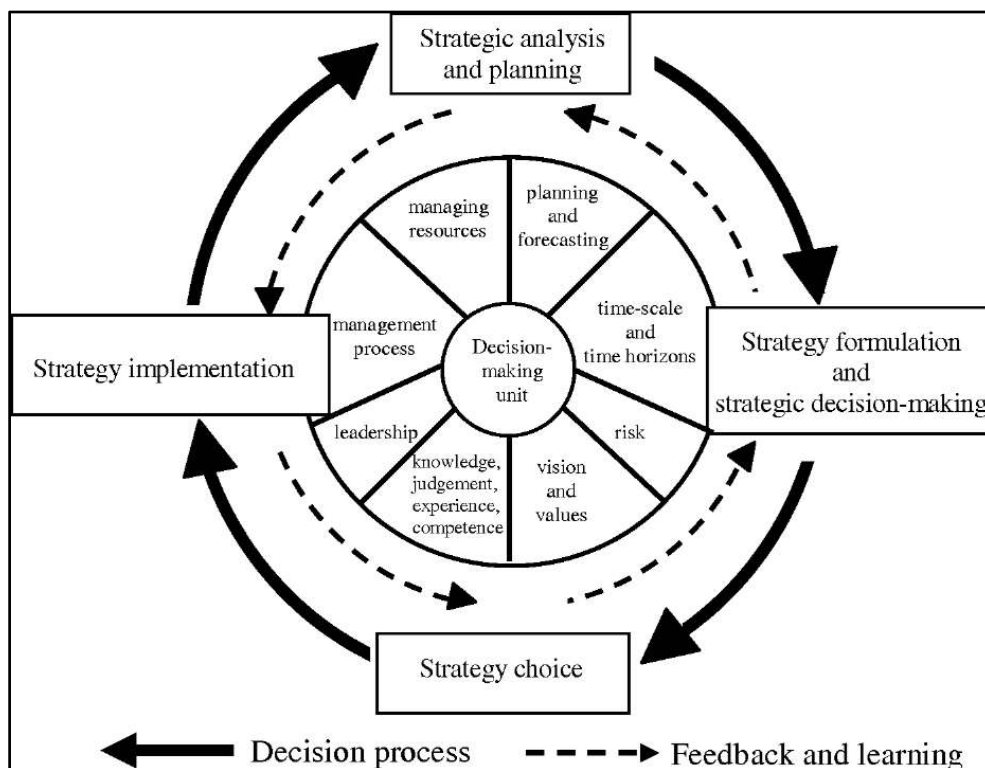 Strategic analysis
and planning
managing
resources
planning
and
forecasting
management
process
time-scale
and
time horizons
Decision-
making
unit
Strategy implementation
Strategy formulation
and
strategic decision-making
leadership
risk
knowledge,
judgement,
experience,
competence
vision
and
values
Strategy choice
Decision process
Feedback and learning